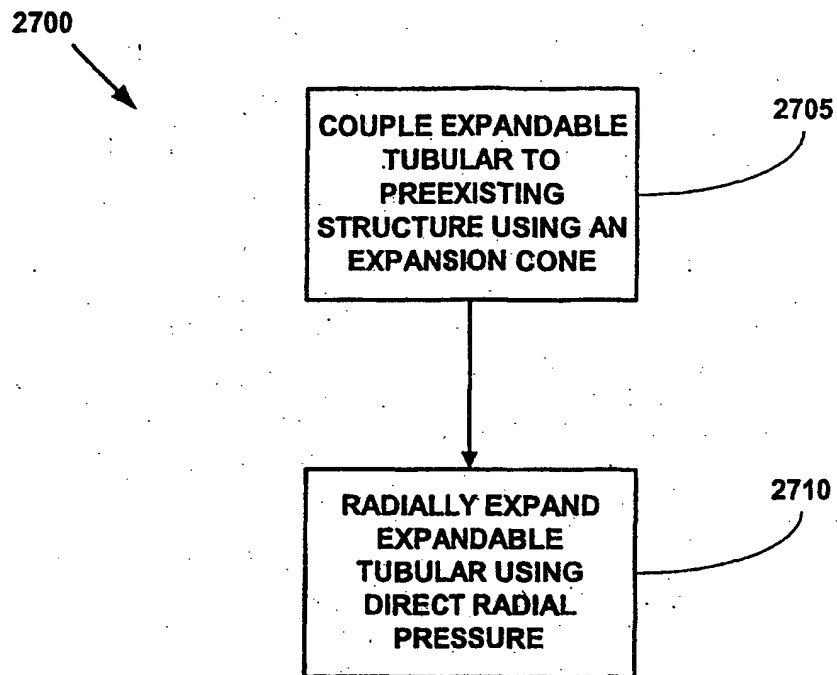 2700
COUPLE EXPANDABLE
TUBULAR TO
PREEXISTING
STRUCTURE USING AN
EXPANSION CONE
2705
RADIALLY EXPAND
EXPANDABLE
TUBULAR USING
DIRECT RADIAL
PRESSURE
2710